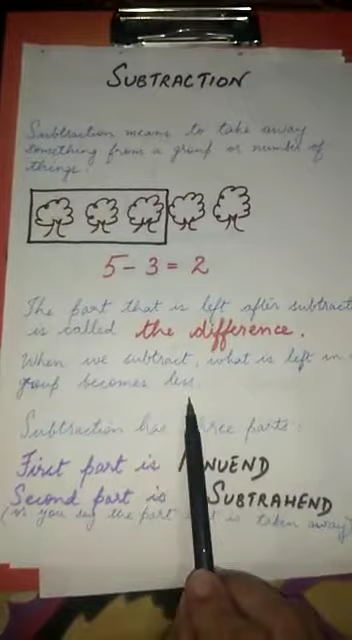 SUBTRACTION
Subtraction means to take away
something from a group or number of
things.
5 - 3 = 2
The part that is left after subtract
is called the difference.
When we subtract, what is left in
group becomes less.
Subtraction has three parts:
First part is NUEND
Second part is SUBTRAHEND
you say the part is taken away)